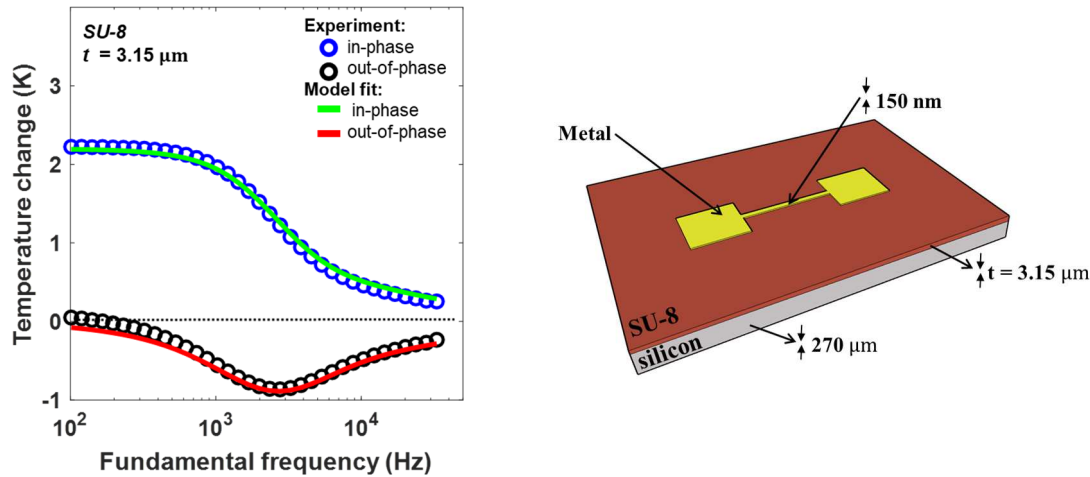 SU-8
t = 3.15 μm
Experiment:
in-phase
out-of-phase
Model fit:
in-phase
out-of-phase
3
2
1
0
-1
Temperature change (K)
10²
10³
10⁴
Fundamental frequency (Hz)
150 nm
Metal
t = 3.15 μm
SU-8
silicon
270 μm